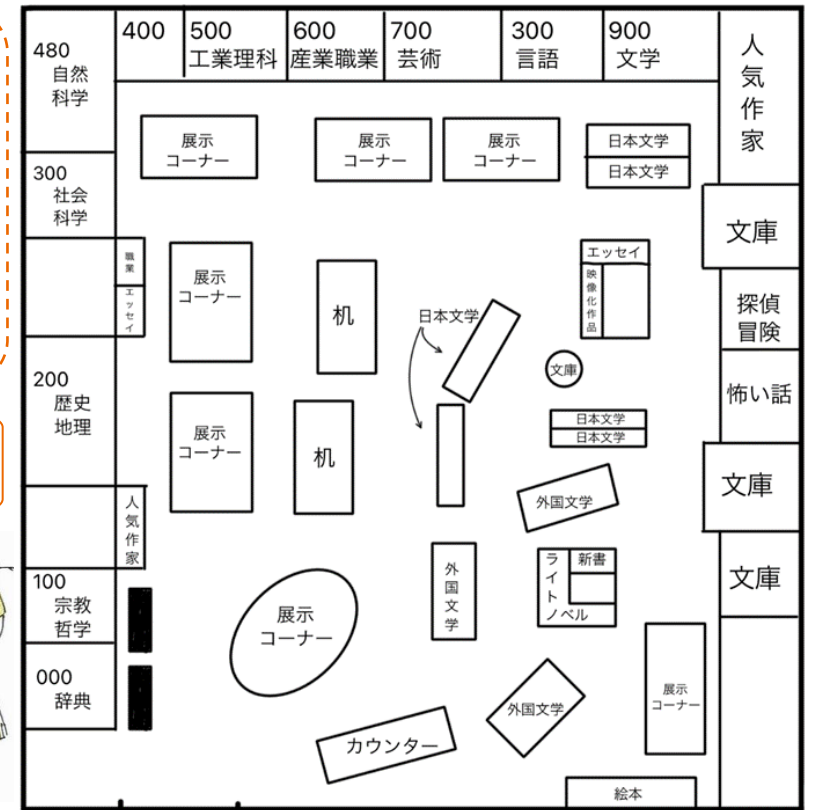 480
自然
科学
400
500
工業理科
600
産業職業
700
芸術
300
言語
900
文学
人
気
作
家
300
社会
科学
展示
コーナー
展示
コーナー
展示
コーナー
日本文学
日本文学
文庫
職
業
エ
ッ
セ
イ
展示
コーナー
机
日本文学
エッセイ
映
像
化
作
品
探偵
冒険
文庫
怖い話
200
歴史
地理
展示
コーナー
机
日本文学
日本文学
文庫
外国文学
人
気
作
家
100
宗教
哲学
展示
コーナー
外
国
文
学
ラ
イ
ト
ノベル
新書
文庫
000
辞典
外国文学
展示
コーナー
カウンター
絵本